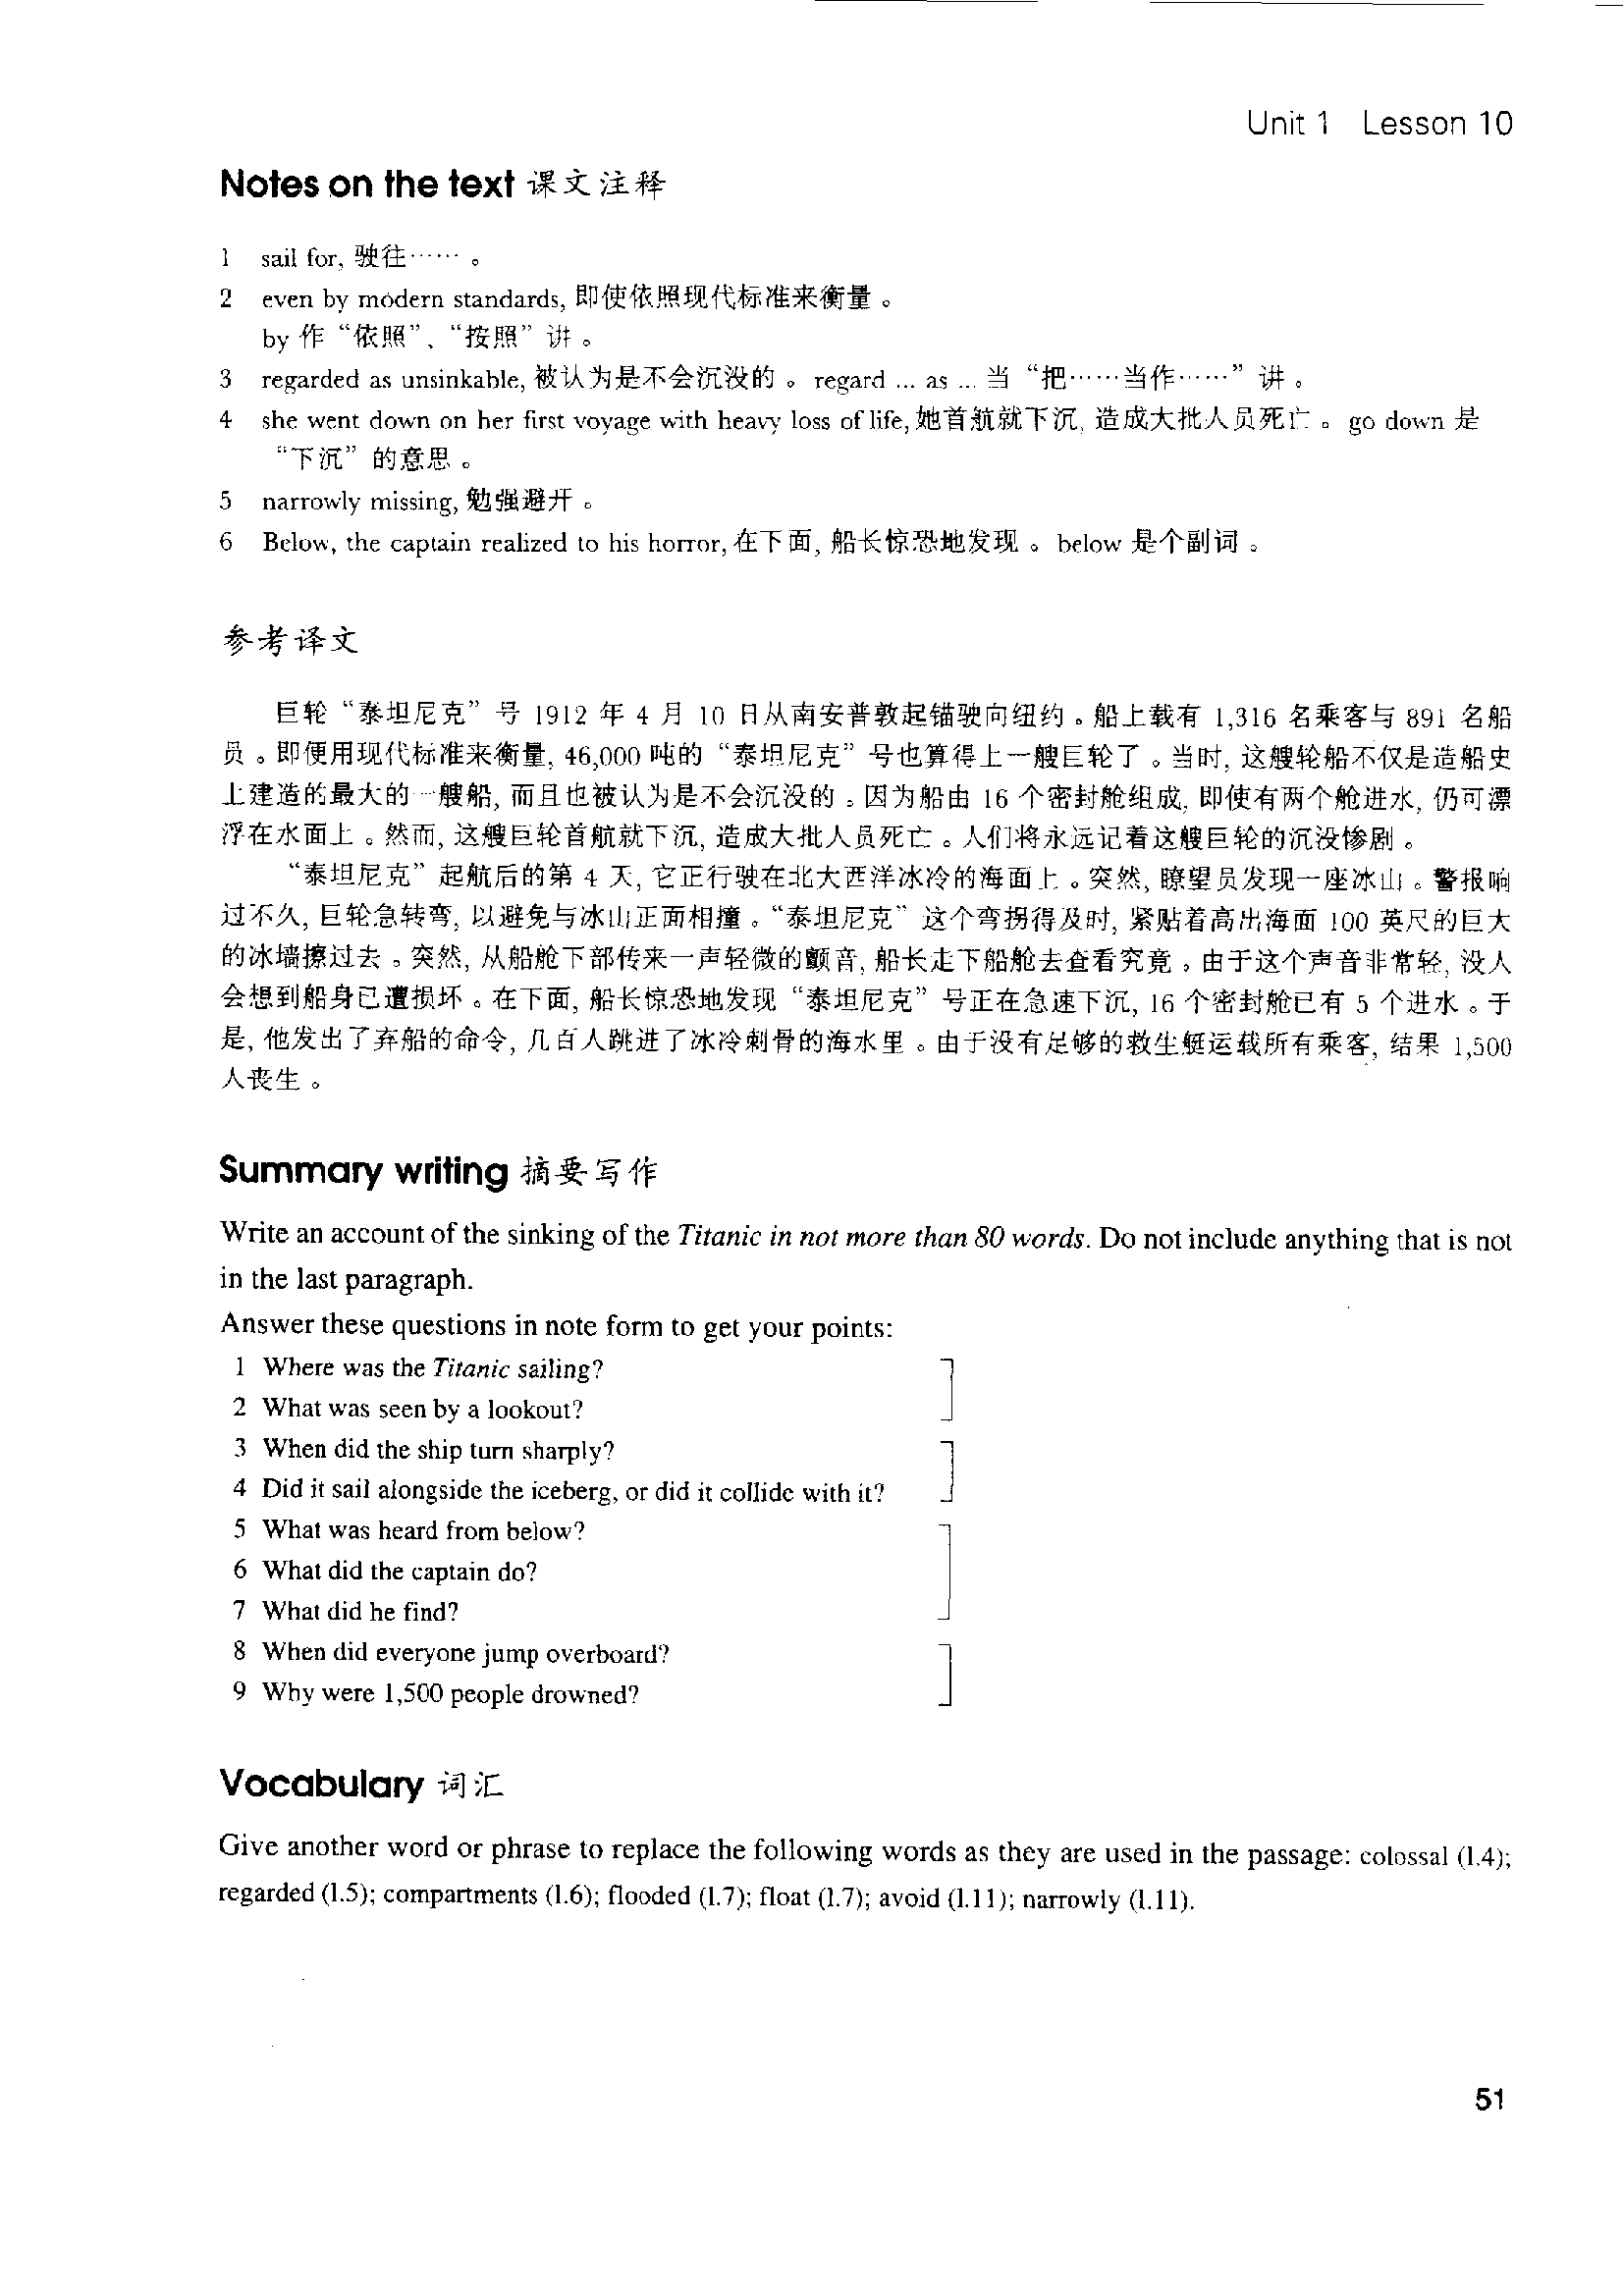 Unit 1 Lesson 10
Notes on the text 课文注释
1 sail for, 驶往……。
2 even by modern standards, 即使依照现代标准来衡量。
by 作“依照”、“按照”讲。
3 regarded as unsinkable, 被认为是不会沉没的。regard ... as ... 当“把……当作……”讲。
4 she went down on her first voyage with heavy loss of life, 她首航就下沉, 造成大批人员死亡。go down 是
“下沉”的意思。
5 narrowly missing, 勉强避开。
6 Below, the captain realized to his horror, 在下面, 船长惊恐地发现。below 是个副词。
参考译文
巨轮“泰坦尼克”号 1912 年 4 月 10 日从南安普敦起锚驶向纽约。船上载有 1,316 名乘客与 891 名船
员。即便用现代标准来衡量, 46,000 吨的“泰坦尼克”号也算得上一艘巨轮了。当时, 这艘轮船不仅是造船史
上建造的最大的一艘船, 而且也被认为是不会沉没的。因为船由 16 个密封舱组成, 即使有两个舱进水, 仍可漂
浮在水面上。然而, 这艘巨轮首航就下沉, 造成大批人员死亡。人们将永远记着这艘巨轮的沉没惨剧。
“泰坦尼克”起航后的第 4 天, 它正行驶在北大西洋冰冷的海面上。突然, 瞭望员发现一座冰山。警报响
过不久, 巨轮急转弯, 以避免与冰山正面相撞。“泰坦尼克”这个弯拐得及时, 紧贴着高出海面 100 英尺的巨大
的冰墙擦过去。突然, 从船舱下部传来一声轻微的颤音, 船长走下船舱去查看究竟。由于这个声音非常轻, 没人
会想到船身已遭损坏。在下面, 船长惊恐地发现“泰坦尼克”号正在急速下沉, 16 个密封舱已有 5 个进水。于
是, 他发出了弃船的命令, 几百人跳进了冰冷刺骨的海水里。由于没有足够的救生艇运载所有乘客, 结果 1,500
人丧生。
Summary writing 摘要写作
Write an account of the sinking of the Titanic in not more than 80 words. Do not include anything that is not
in the last paragraph.
Answer these questions in note form to get your points:
1 Where was the Titanic sailing?
2 What was seen by a lookout?
3 When did the ship turn sharply?
4 Did it sail alongside the iceberg, or did it collide with it?
5 What was heard from below?
6 What did the captain do?
7 What did he find?
8 When did everyone jump overboard?
9 Why were 1,500 people drowned?
Vocabulary 词汇
Give another word or phrase to replace the following words as they are used in the passage: colossal (l.4);
regarded (l.5); compartments (l.6); flooded (l.7); float (l.7); avoid (l.11); narrowly (l.11).
51